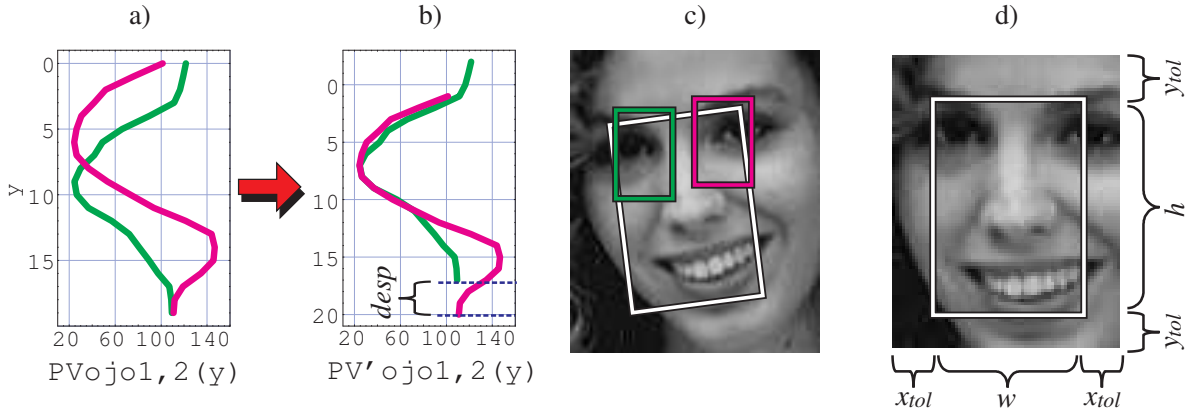 a) b) c) d)
0
5
10
15
y
20 60 100 140
PVojo1,2(y)
0
5
10
15
20
desp
20 60 100 140
PV’ojo1,2(y)
ytol
h
ytol
xtol w xtol